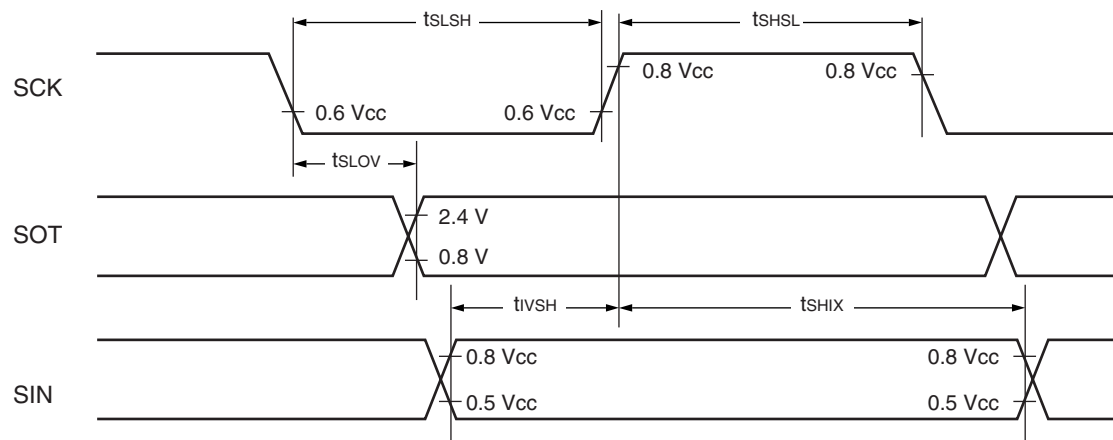 tSLSH tSHSL
SCK 0.8 Vcc 0.8 Vcc
0.6 Vcc 0.6 Vcc
tSLOV
SOT 2.4 V
0.8 V
tIVSH tSHIX
0.8 Vcc 0.8 Vcc
SIN 0.5 Vcc 0.5 Vcc